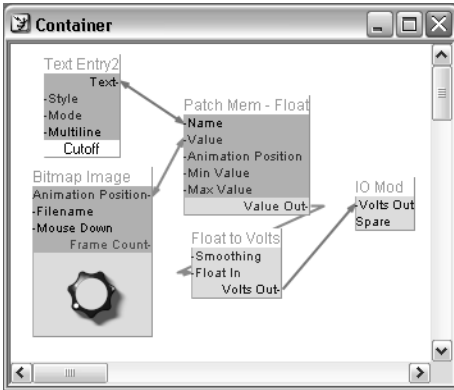 Container
Text Entry2
Text
Style
Mode
Multiline
Cutoff
Patch Mem - Float
Name
Value
Animation Position
Min Value
Max Value
Value Out
Bitmap Image
Animation Position
Filename
Mouse Down
Frame Count
Float to Volts
Smoothing
Float In
Volts Out
IO Mod
Volts Out
Spare